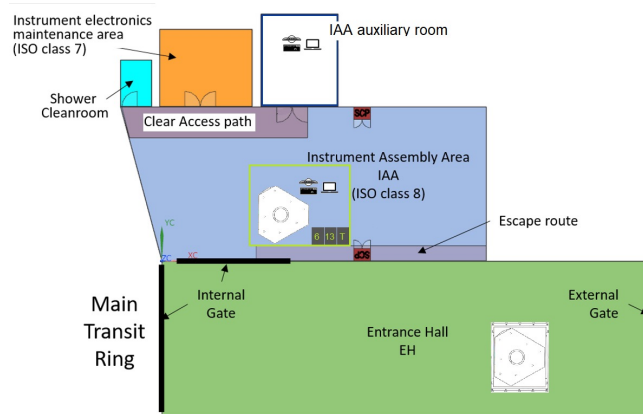 Instrument electronics
maintenance area
(ISO class 7)
IAA auxiliary room
Shower
Cleanroom
Clear Access path
SCP
Instrument Assembly Area
IAA
(ISO class 8)
6 13 T
Escape route
SCP
YC
ZC XC
Main
Transit
Ring
Internal
Gate
Entrance Hall
EH
External
Gate